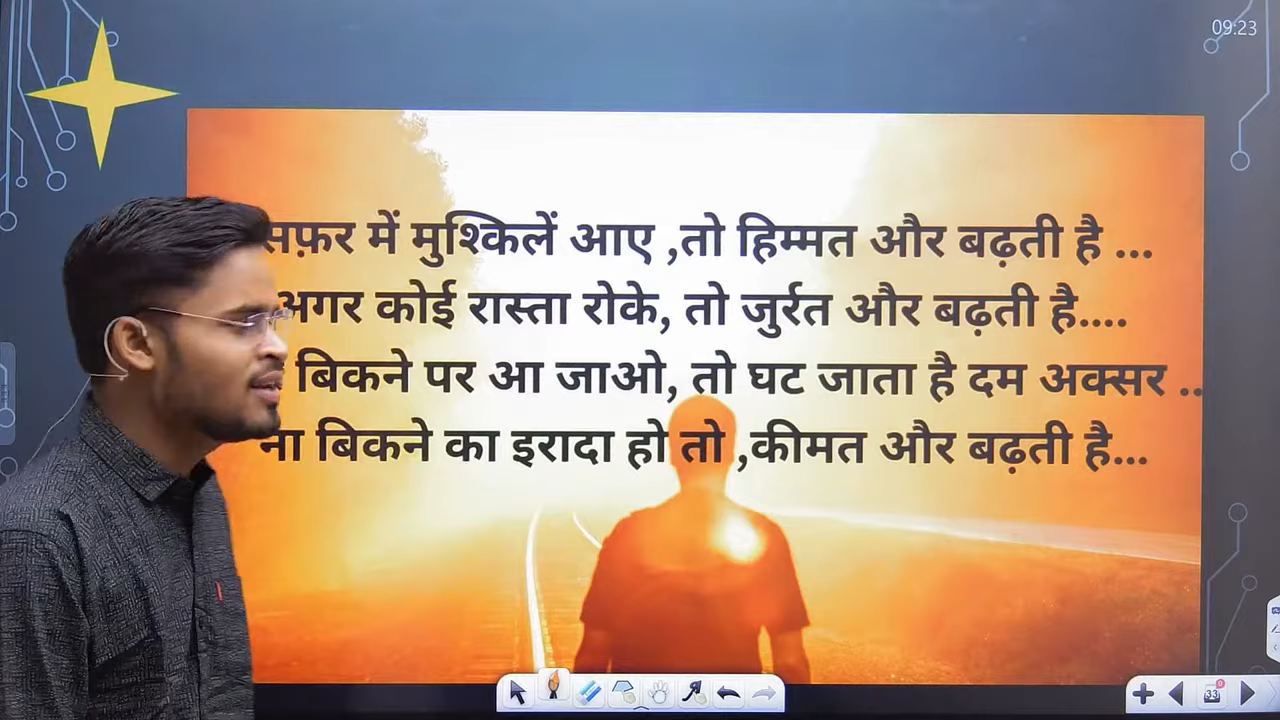 09:23
सफ़र में मुश्किलें आए ,तो हिम्मत और बढ़ती है ...
अगर कोई रास्ता रोके, तो जुर्रत और बढ़ती है....
बिकने पर आ जाओ, तो घट जाता है दम अक्सर ..
ना बिकने का इरादा हो तो ,कीमत और बढ़ती है...
33